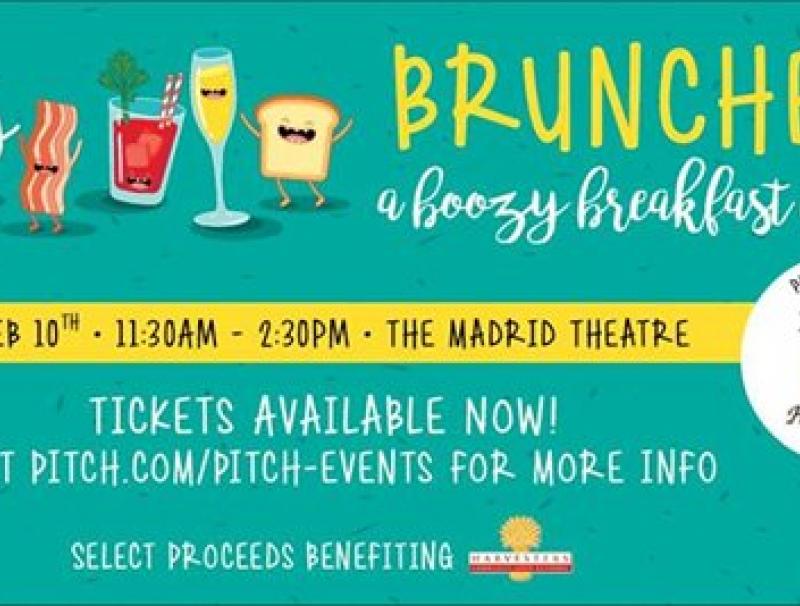 BRUNCHE
a boozy breakfast
EB 10TH • 11:30AM - 2:30PM • THE MADRID THEATRE
TICKETS AVAILABLE NOW!
T PITCH.COM/PITCH-EVENTS FOR MORE INFO
SELECT PROCEEDS BENEFITING HARVESTERS